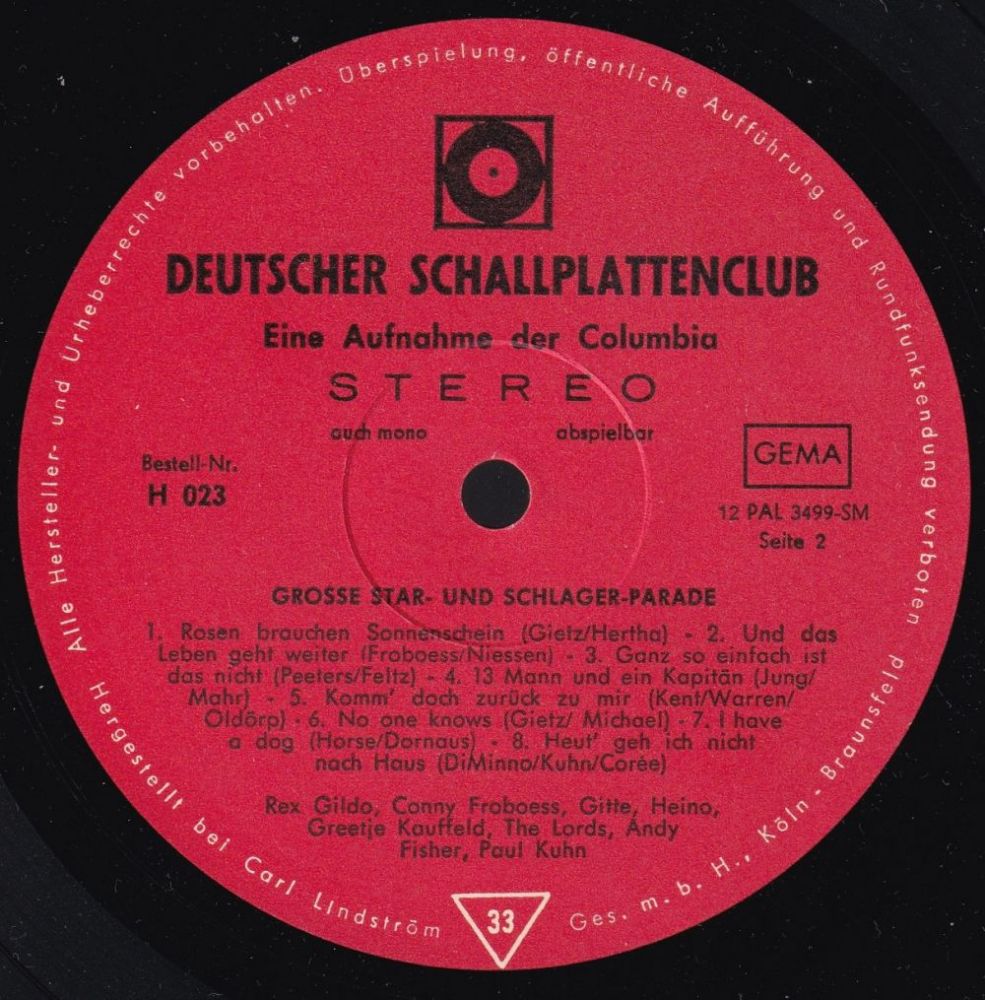 Alle Hersteller- und Urheberrechte vorbehalten. Überspielung, öffentliche Aufführung und Rundfunksendung verboten
DEUTSCHER SCHALLPLATTENCLUB
Eine Aufnahme der Columbia
STEREO
auch mono abspielbar
Bestell-Nr.
H 023
GEMA
12 PAL 3499-SM
Seite 2
GROSSE STAR- UND SCHLAGER-PARADE
1. Rosen brauchen Sonnenschein (Gietz/Hertha) - 2. Und das
Leben geht weiter (Froboess/Niessen) - 3. Ganz so einfach ist
das nicht (Peeters/Feltz) - 4. 13 Mann und ein Kapitän (Jung/
Mahr) - 5. Komm' doch zurück zu mir (Kent/Warren/
Oldörp) - 6. No one knows (Gietz/ Michael) - 7. I have
a dog (Horse/Dornaus) - 8. Heut' geh ich nicht
nach Haus (DiMinno/Kuhn/Corée)
Rex Gildo, Conny Froboess, Gitte, Heino,
Greetje Kauffeld, The Lords, Andy
Fisher, Paul Kuhn
33
Hergestellt bei Carl Lindström Ges. m. b. H., Köln - Braunsfeld